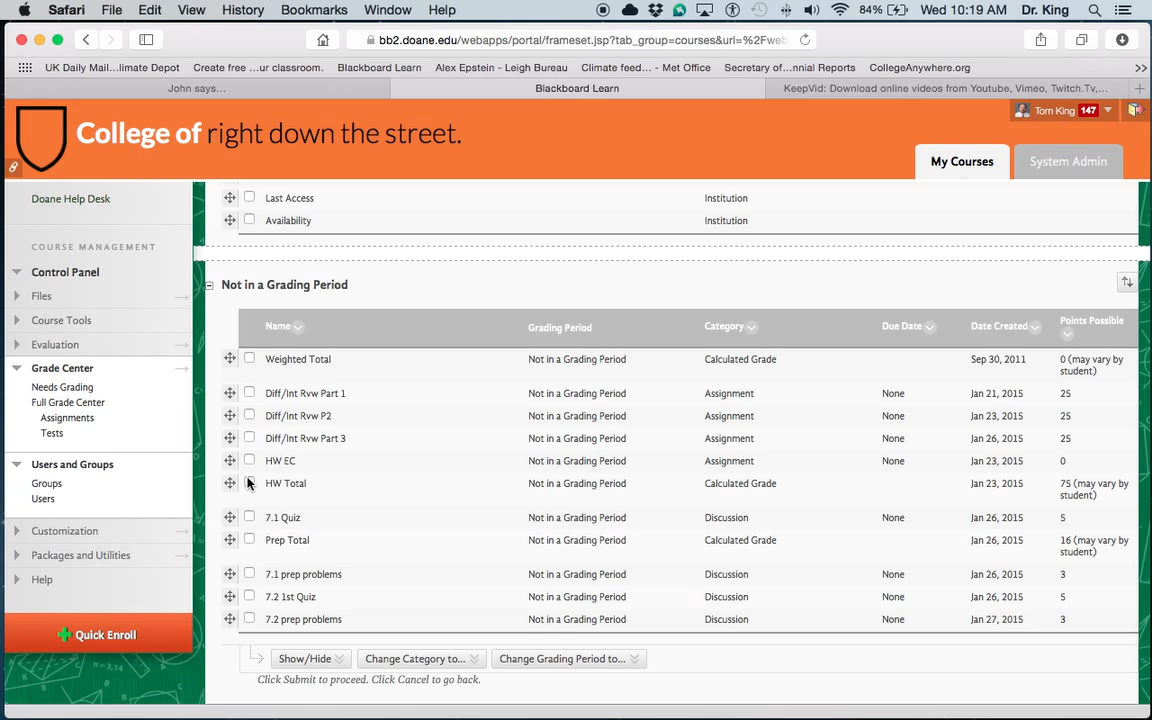 Safari File Edit View History Bookmarks Window Help 84% Wed 10:19 AM Dr. King
bb2.doane.edu/webapps/portal/frameset.jsp?tab_group=courses&url=%2Fweb
UK Daily Mail...limate Depot Create free ...ur classroom. Blackboard Learn Alex Epstein - Leigh Bureau Climate feed... - Met Office Secretary of...nnial Reports CollegeAnywhere.org
John says... Blackboard Learn KeepVid: Download online videos from Youtube, Vimeo, Twitch.Tv,...
Tom King 147
College of right down the street.
My Courses System Admin
Doane Help Desk
COURSE MANAGEMENT
Control Panel
Files
Course Tools
Evaluation
Grade Center
Needs Grading
Full Grade Center
Assignments
Tests
Users and Groups
Groups
Users
Customization
Packages and Utilities
Help
Quick Enroll
Last Access Institution
Availability Institution
Not in a Grading Period
Name Grading Period Category Due Date Date Created Points Possible
Weighted Total Not in a Grading Period Calculated Grade Sep 30, 2011 0 (may vary by
student)
Diff/Int Rvw Part 1 Not in a Grading Period Assignment None Jan 21, 2015 25
Diff/Int Rvw P2 Not in a Grading Period Assignment None Jan 23, 2015 25
Diff/Int Rvw Part 3 Not in a Grading Period Assignment None Jan 26, 2015 25
HW EC Not in a Grading Period Assignment None Jan 23, 2015 0
HW Total Not in a Grading Period Calculated Grade Jan 23, 2015 75 (may vary by
student)
7.1 Quiz Not in a Grading Period Discussion None Jan 26, 2015 5
Prep Total Not in a Grading Period Calculated Grade Jan 26, 2015 16 (may vary by
student)
7.1 prep problems Not in a Grading Period Discussion None Jan 26, 2015 3
7.2 1st Quiz Not in a Grading Period Discussion None Jan 26, 2015 5
7.2 prep problems Not in a Grading Period Discussion None Jan 27, 2015 3
Show/Hide Change Category to... Change Grading Period to...
Click Submit to proceed. Click Cancel to go back.